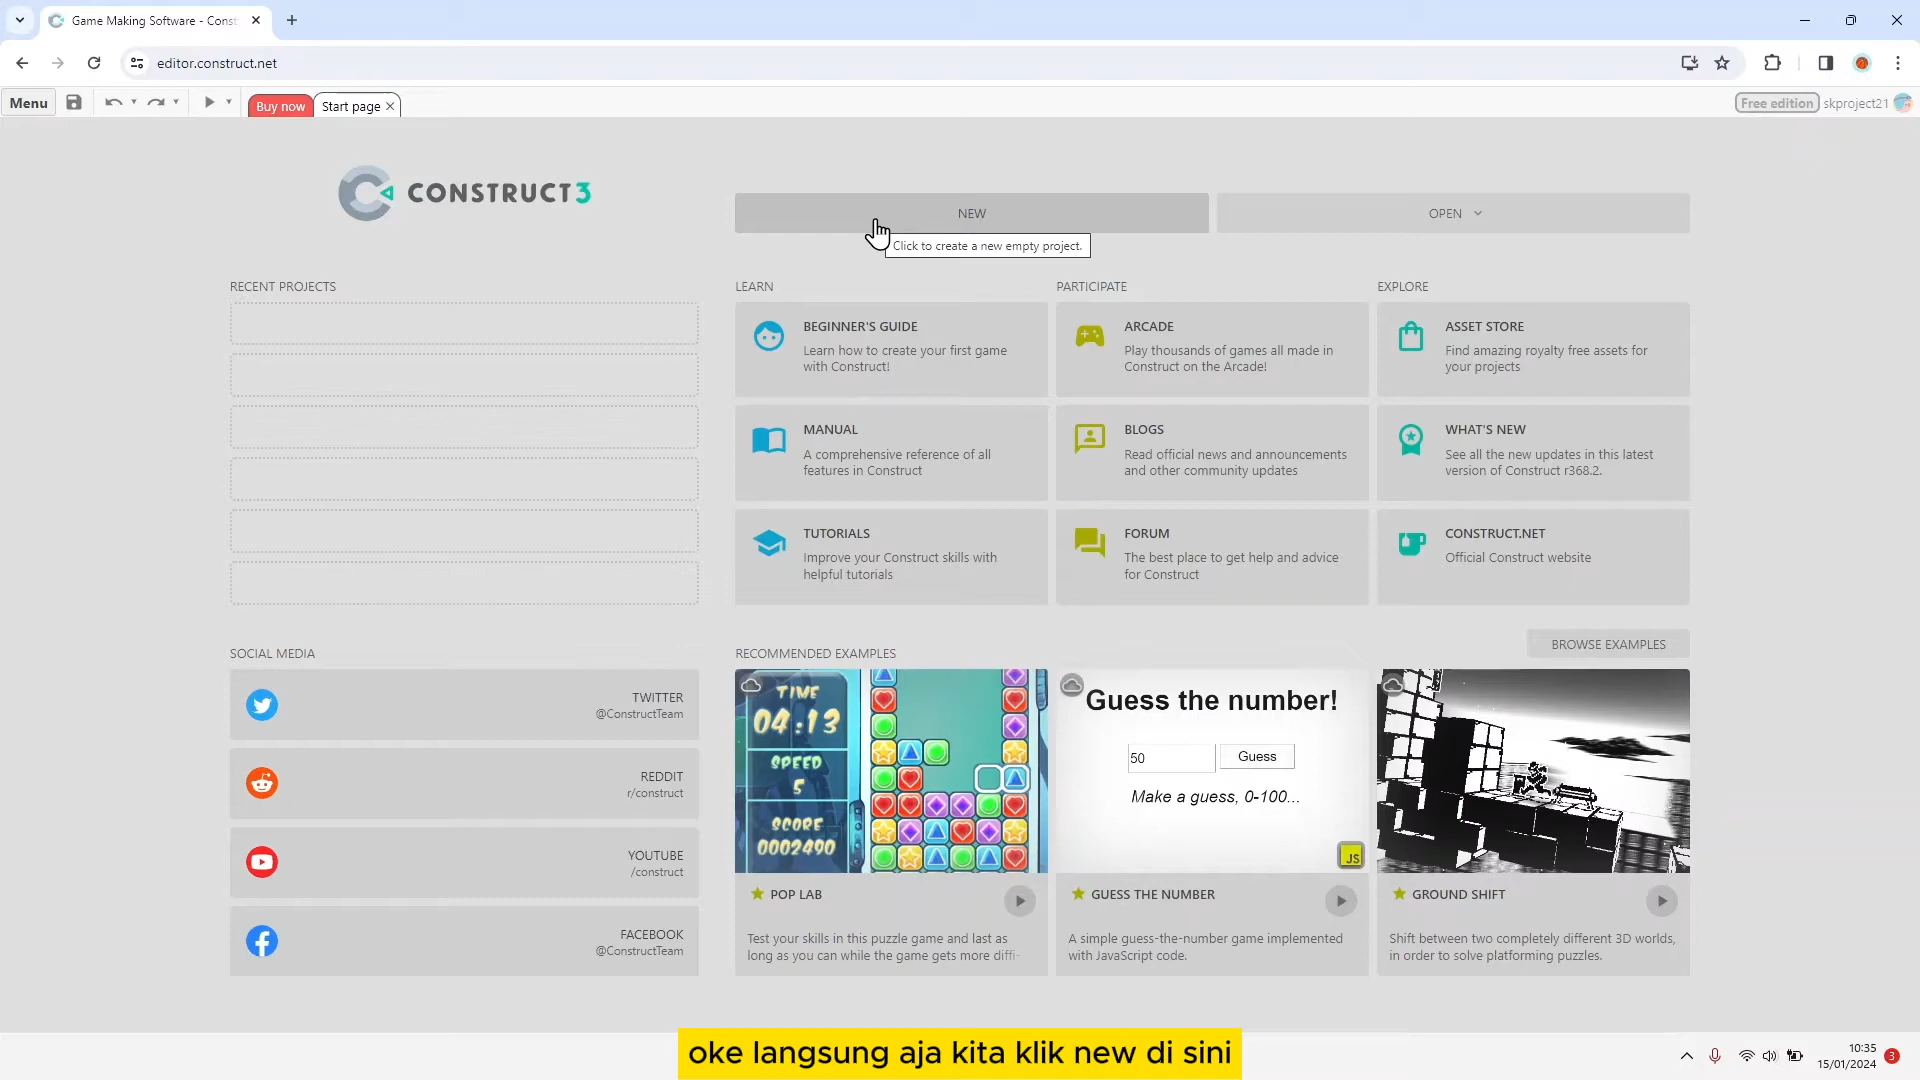 Game Making Software - Const
editor.construct.net
Menu
Buy now
Start page
Free edition
skproject21
CONSTRUCT3
NEW
OPEN
Click to create a new empty project.
RECENT PROJECTS
LEARN
PARTICIPATE
EXPLORE
BEGINNER'S GUIDE
Learn how to create your first game
with Construct!
ARCADE
Play thousands of games all made in
Construct on the Arcade!
ASSET STORE
Find amazing royalty free assets for
your projects
MANUAL
A comprehensive reference of all
features in Construct
BLOGS
Read official news and announcements
and other community updates
WHAT'S NEW
See all the new updates in this latest
version of Construct r368.2.
TUTORIALS
Improve your Construct skills with
helpful tutorials
FORUM
The best place to get help and advice
for Construct
CONSTRUCT.NET
Official Construct website
SOCIAL MEDIA
TWITTER
@ConstructTeam
REDDIT
r/construct
YOUTUBE
/construct
FACEBOOK
@ConstructTeam
RECOMMENDED EXAMPLES
BROWSE EXAMPLES
TIME
04:13
SPEED
5
SCORE
0002490
Guess the number!
50
Guess
Make a guess, 0-100...
JS
POP LAB
Test your skills in this puzzle game and last as
long as you can while the game gets more diffi-
GUESS THE NUMBER
A simple guess-the-number game implemented
with JavaScript code.
GROUND SHIFT
Shift between two completely different 3D worlds,
in order to solve platforming puzzles.
oke langsung aja kita klik new di sini
10:35
15/01/2024
3